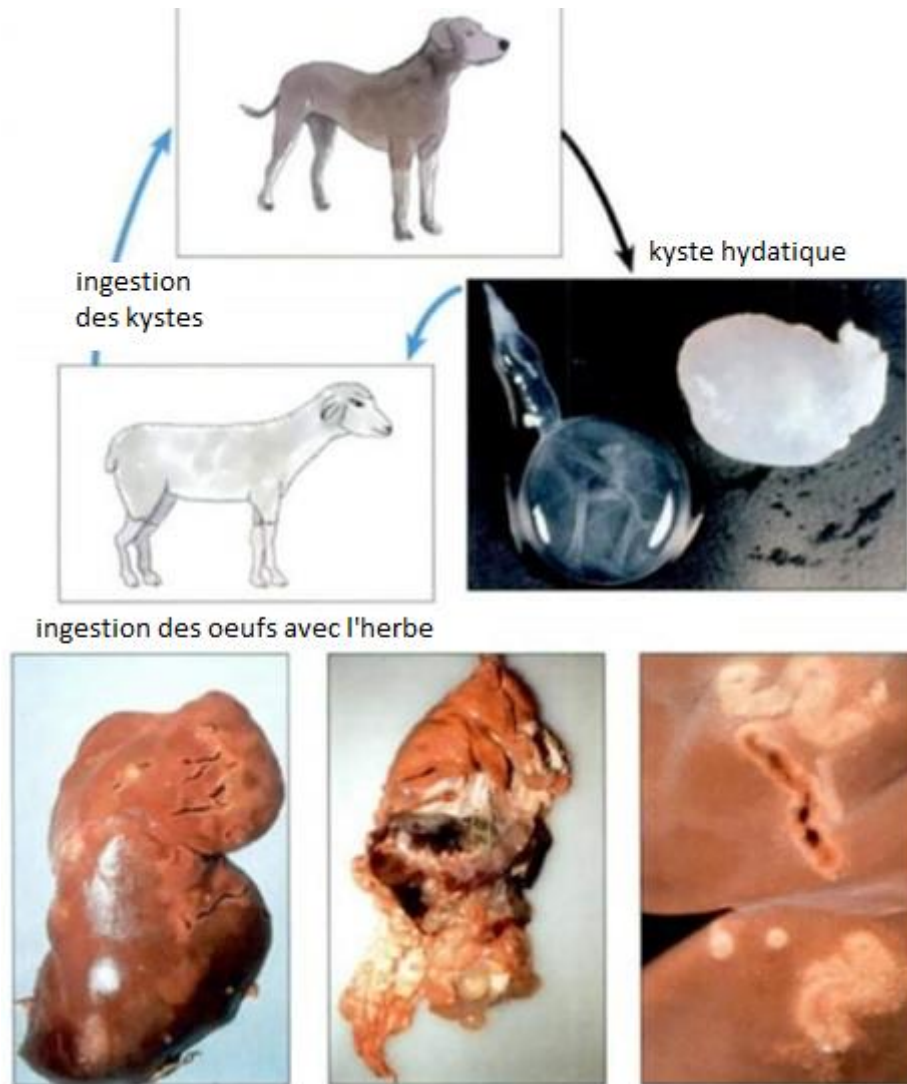 kyste hydatique
ingestion
des kystes
ingestion des oeufs avec l'herbe